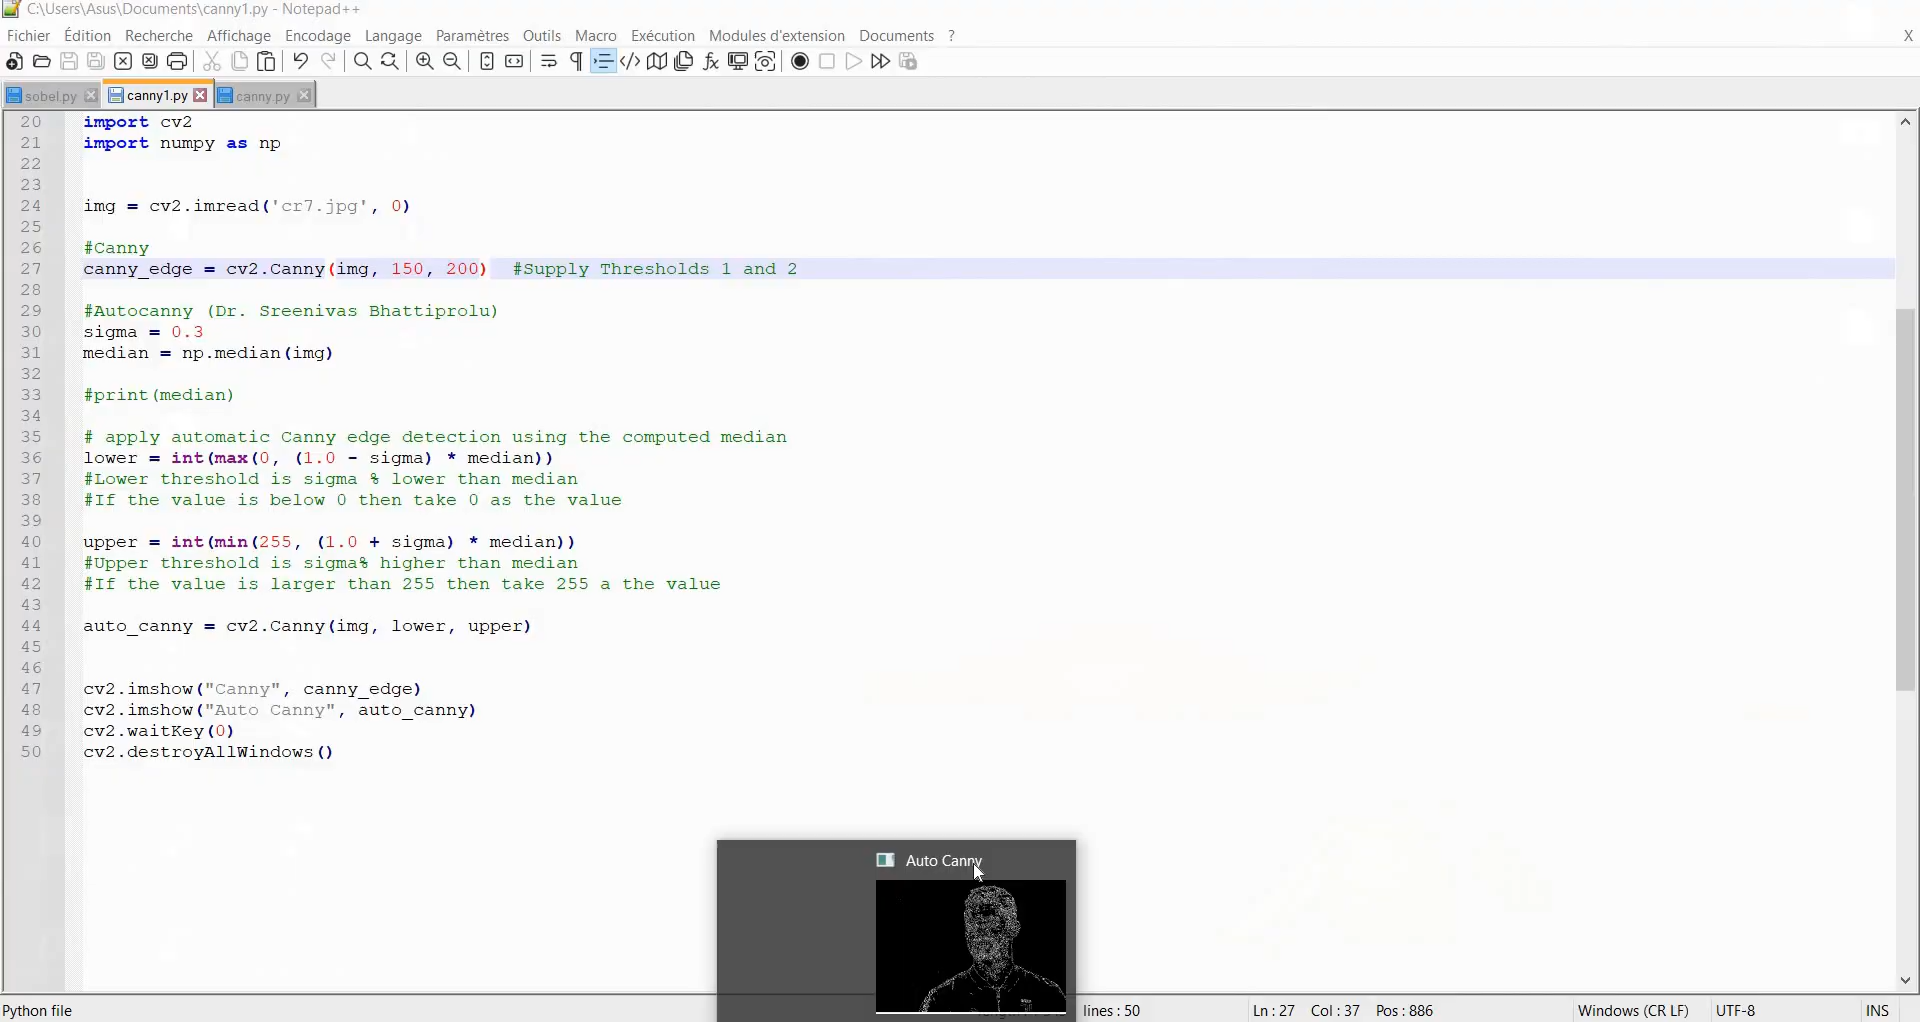 C:\Users\Asus\Documents\canny1.py - Notepad++
Fichier Édition Recherche Affichage Encodage Langage Paramètres Outils Macro Exécution Modules d'extension Documents ? X
sobel.py canny1.py canny.py
20 import cv2
21 import numpy as np
22
23
24 img = cv2.imread('cr7.jpg', 0)
25
26 #Canny
27 canny_edge = cv2.Canny(img, 150, 200) #Supply Thresholds 1 and 2
28
29 #Autocanny (Dr. Sreenivas Bhattiprolu)
30 sigma = 0.3
31 median = np.median(img)
32
33 #print(median)
34
35 # apply automatic Canny edge detection using the computed median
36 lower = int(max(0, (1.0 - sigma) * median))
37 #Lower threshold is sigma % lower than median
38 #If the value is below 0 then take 0 as the value
39
40 upper = int(min(255, (1.0 + sigma) * median))
41 #Upper threshold is sigma% higher than median
42 #If the value is larger than 255 then take 255 a the value
43
44 auto_canny = cv2.Canny(img, lower, upper)
45
46
47 cv2.imshow("Canny", canny_edge)
48 cv2.imshow("Auto Canny", auto_canny)
49 cv2.waitKey(0)
50 cv2.destroyAllWindows()
Auto Canny
Python file lines : 50 Ln : 27 Col : 37 Pos : 886 Windows (CR LF) UTF-8 INS